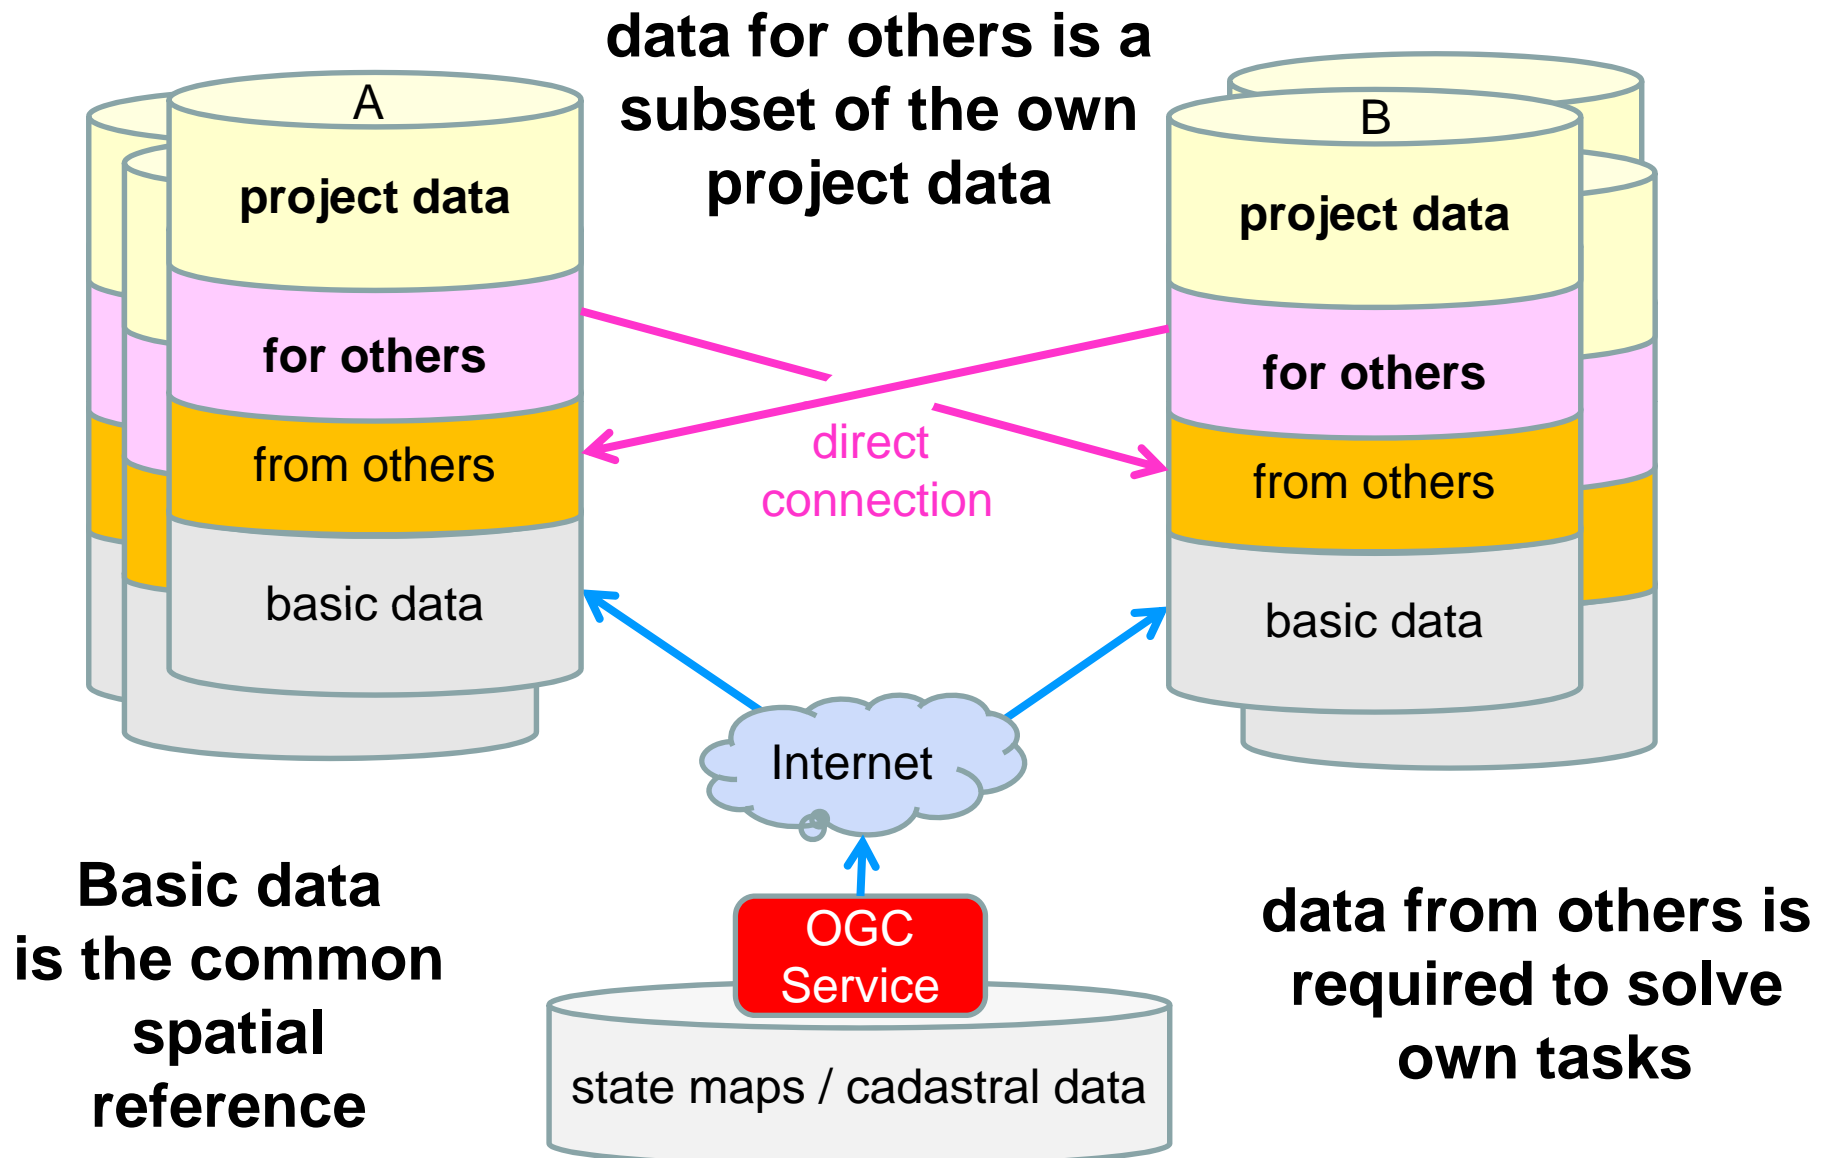 data for others is a
subset of the own
project data
A
project data
for others
from others
basic data
B
project data
for others
from others
basic data
direct
connection
Internet
OGC
Service
state maps / cadastral data
Basic data
is the common
spatial
reference
data from others is
required to solve
own tasks